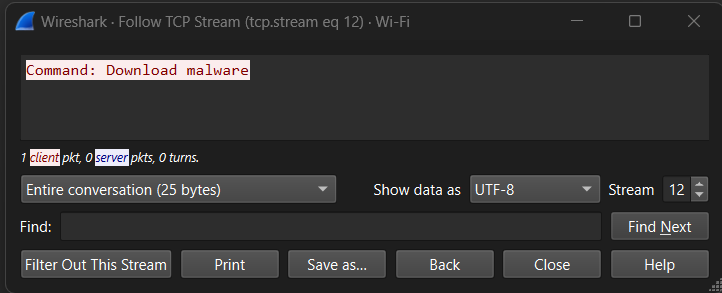 Wireshark · Follow TCP Stream (tcp.stream eq 12) · Wi-Fi
Command: Download malware
1 client pkt, 0 server pkts, 0 turns.
Entire conversation (25 bytes) Show data as UTF-8 Stream 12
Find: Find Next
Filter Out This Stream Print Save as... Back Close Help